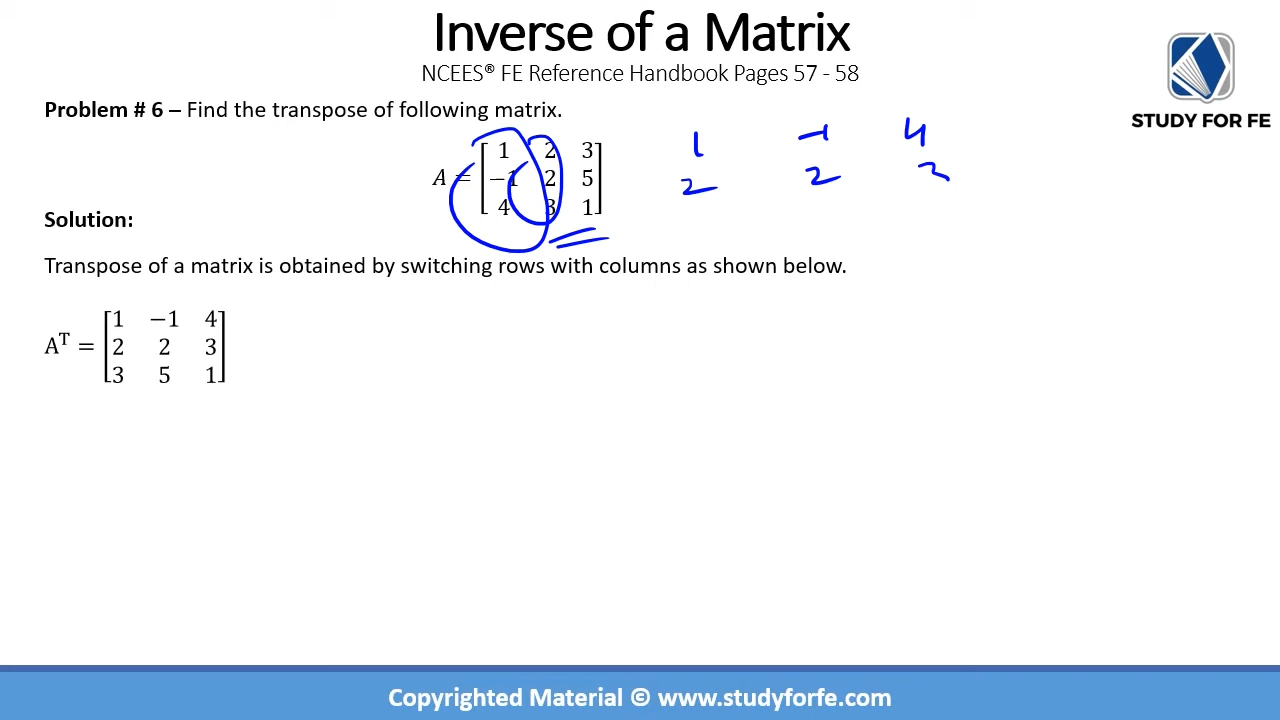 Inverse of a Matrix
NCEES® FE Reference Handbook Pages 57 - 58
STUDY FOR FE
Problem # 6 – Find the transpose of following matrix.
1 2 3
A = −1 2 5
4 3 1
1 -1 4
2 2 3
Solution:
Transpose of a matrix is obtained by switching rows with columns as shown below.
1 −1 4
Aᵀ = 2 2 3
3 5 1
Copyrighted Material © www.studyforfe.com